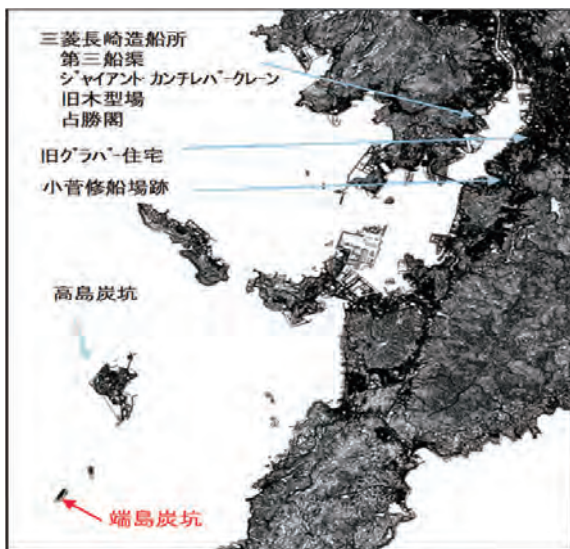 三菱長崎造船所
第三船渠
ジャイアント カンチレバークレーン
旧木型場
占勝閣
旧グラバー住宅
小菅修船場跡
高島炭坑
端島炭坑